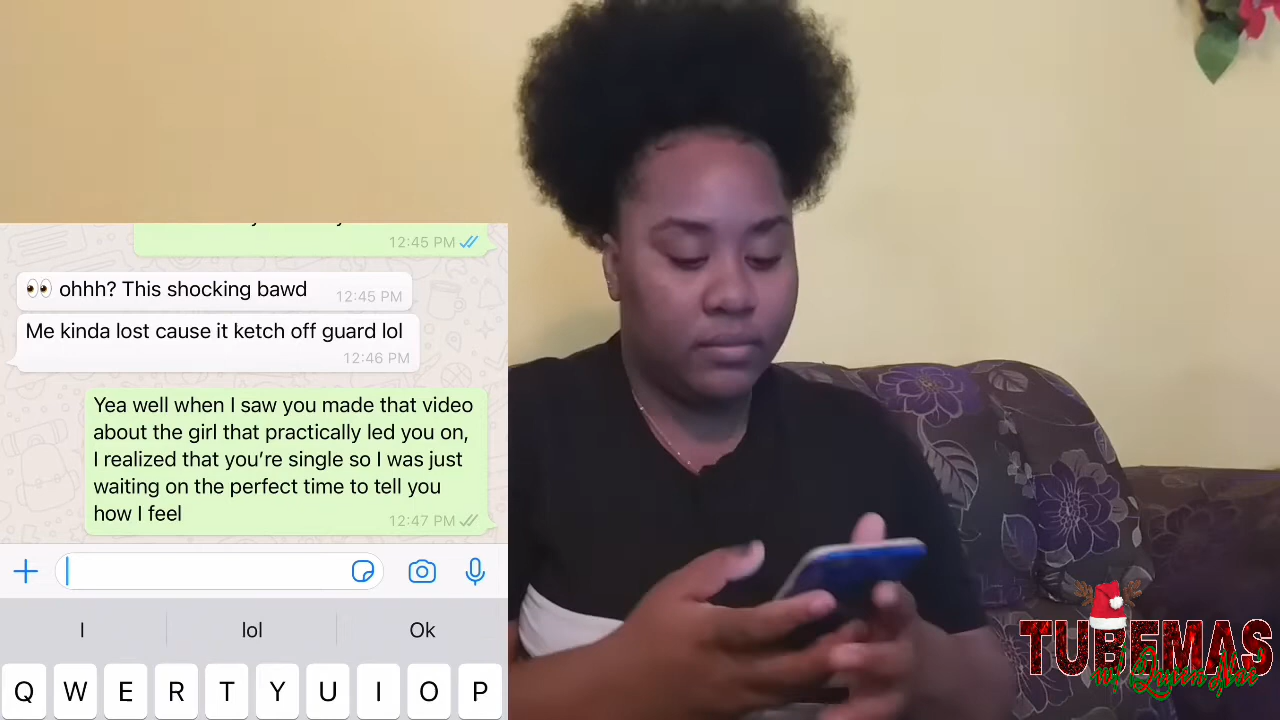 12:45 PM
👀 ohhh? This shocking bawd
12:45 PM
Me kinda lost cause it ketch off guard lol
12:46 PM
Yea well when I saw you made that video
about the girl that practically led you on,
I realized that you’re single so I was just
waiting on the perfect time to tell you
how I feel
12:47 PM
I lol Ok
Q W E R T Y U I O P
TUBEMAS
w/ Queen Nae